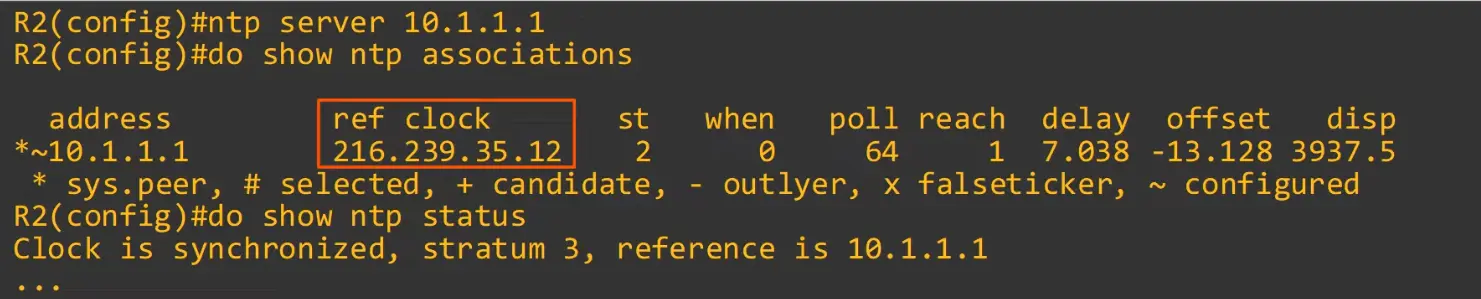 R2(config)#ntp server 10.1.1.1
R2(config)#do show ntp associations
address ref clock st when poll reach delay offset disp
*~10.1.1.1 216.239.35.12 2 0 64 1 7.038 -13.128 3937.5
* sys.peer, # selected, + candidate, - outlyer, x falseticker, ~ configured
R2(config)#do show ntp status
Clock is synchronized, stratum 3, reference is 10.1.1.1
...